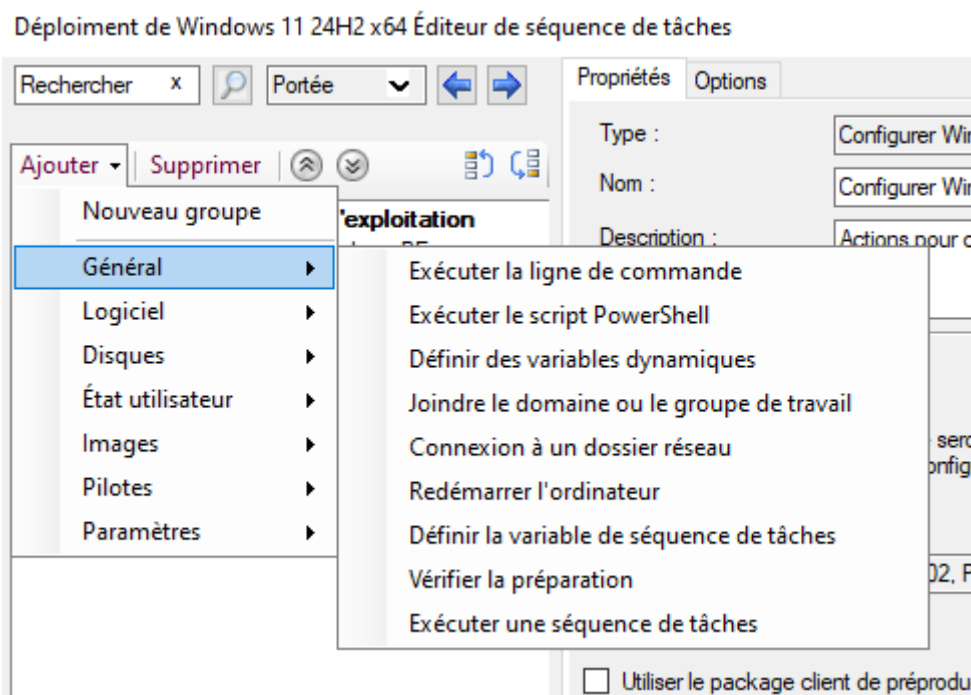 Déploiment de Windows 11 24H2 x64 Éditeur de séquence de tâches
Rechercher x
Portée
Propriétés
Options
Ajouter
Supprimer
Type :
Configurer
Nom :
Configurer
Description :
Actions pour
Nouveau groupe
'exploitation
Général
Logiciel
Disques
État utilisateur
Images
Pilotes
Paramètres
Exécuter la ligne de commande
Exécuter le script PowerShell
Définir des variables dynamiques
Joindre le domaine ou le groupe de travail
Connexion à un dossier réseau
Redémarrer l'ordinateur
Définir la variable de séquence de tâches
Vérifier la préparation
Exécuter une séquence de tâches
Utiliser le package client de préprodu